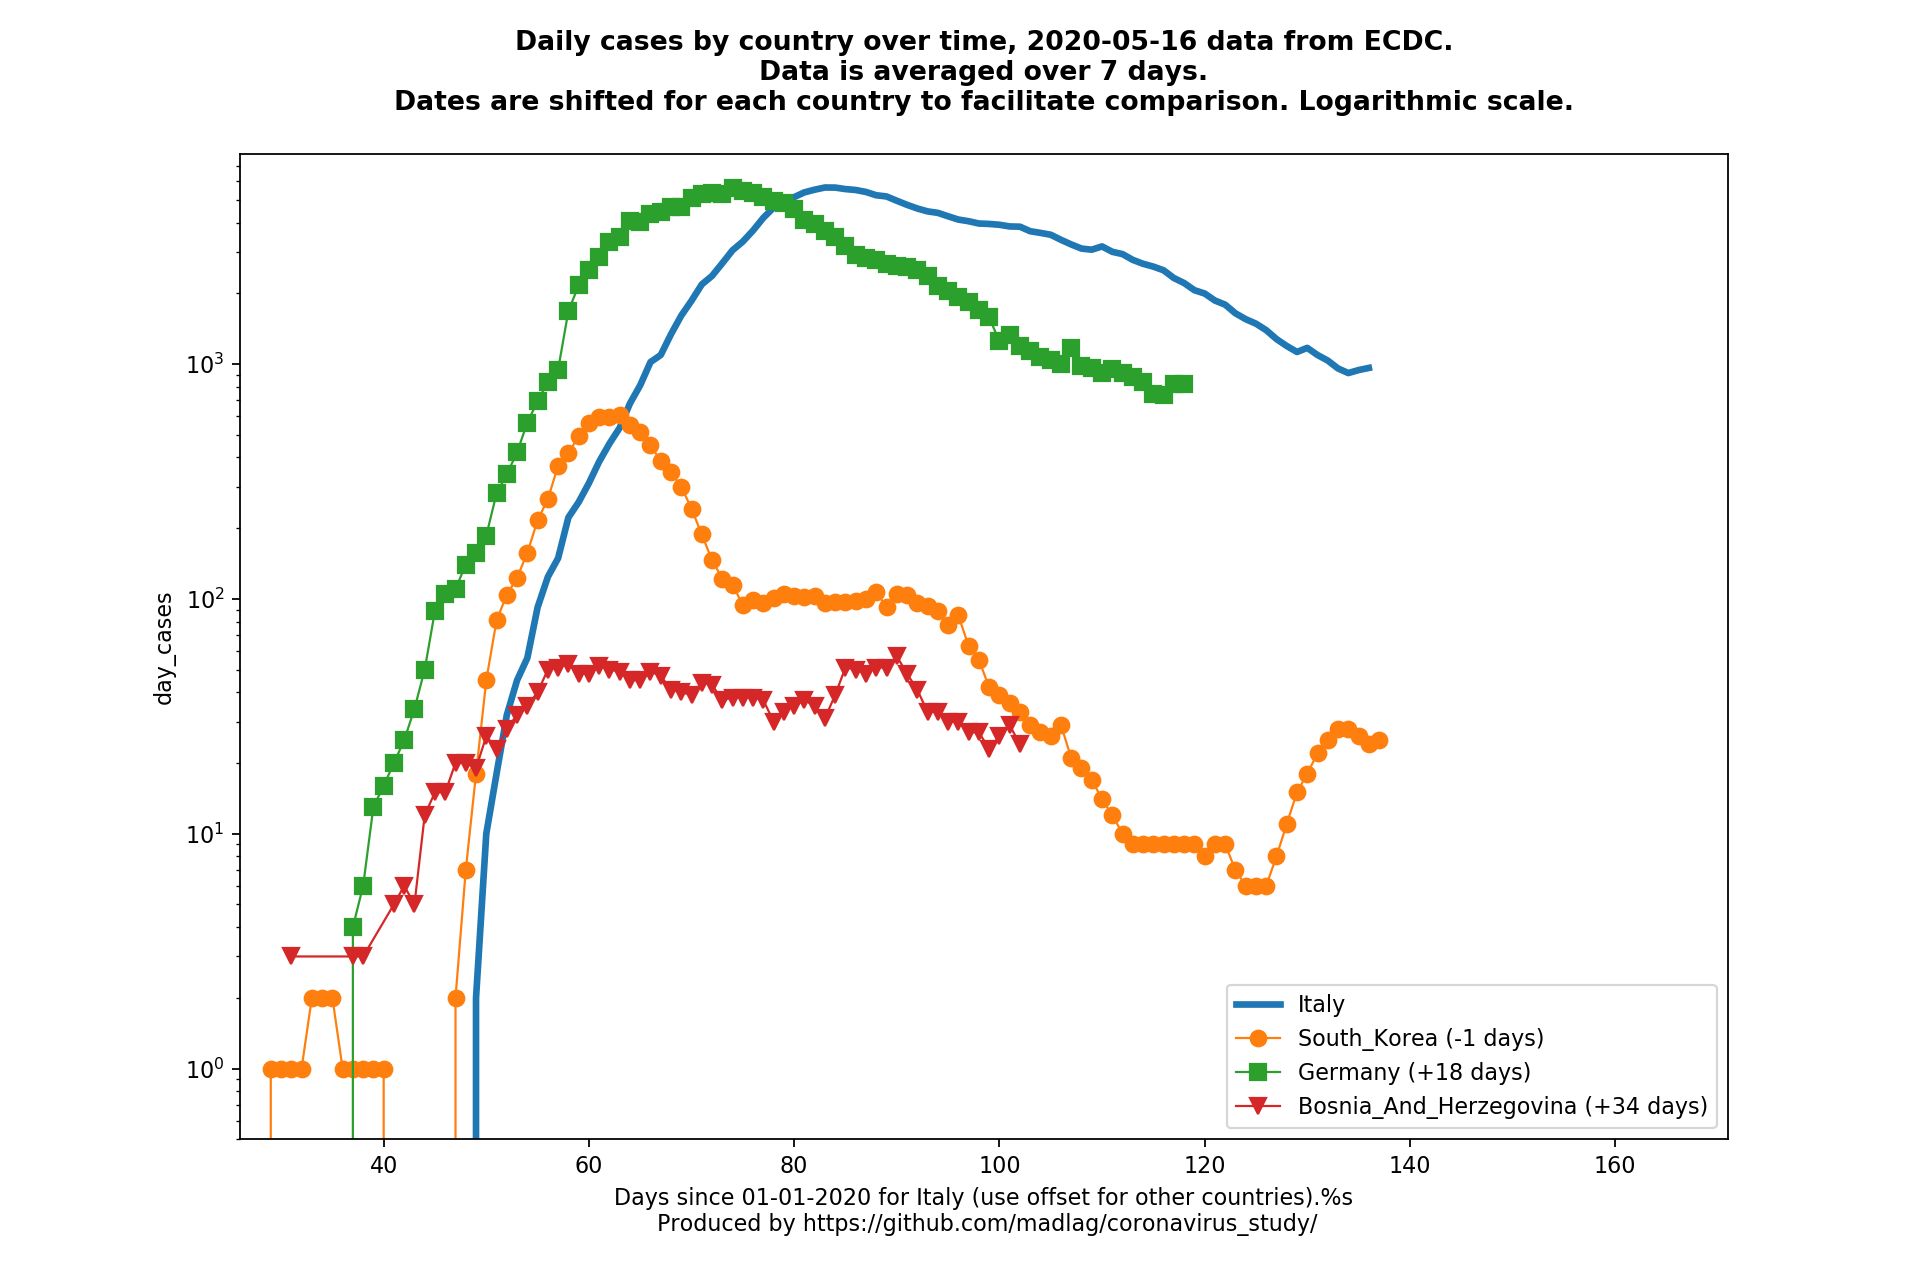 Daily cases by country over time, 2020-05-16 data from ECDC.
Data is averaged over 7 days.
Dates are shifted for each country to facilitate comparison. Logarithmic scale.
day_cases
10³
10²
10¹
10⁰
Italy
South_Korea (-1 days)
Germany (+18 days)
Bosnia_And_Herzegovina (+34 days)
40 60 80 100 120 140 160
Days since 01-01-2020 for Italy (use offset for other countries).%s
Produced by https://github.com/madlag/coronavirus_study/